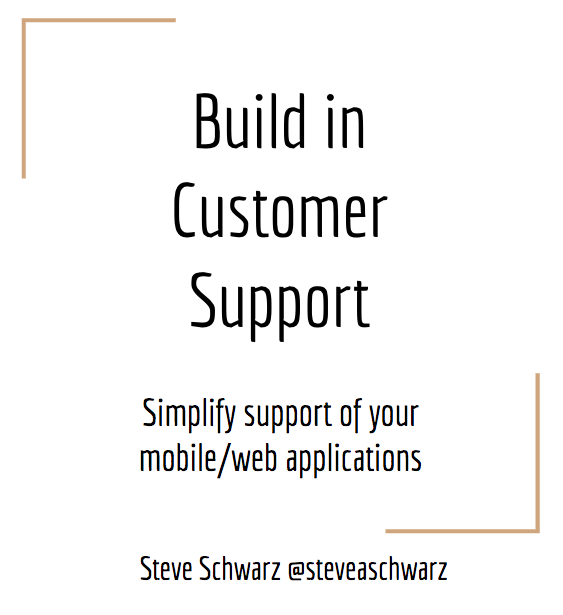 Build in
Customer
Support
Simplify support of your
mobile/web applications
Steve Schwarz @steveaschwarz